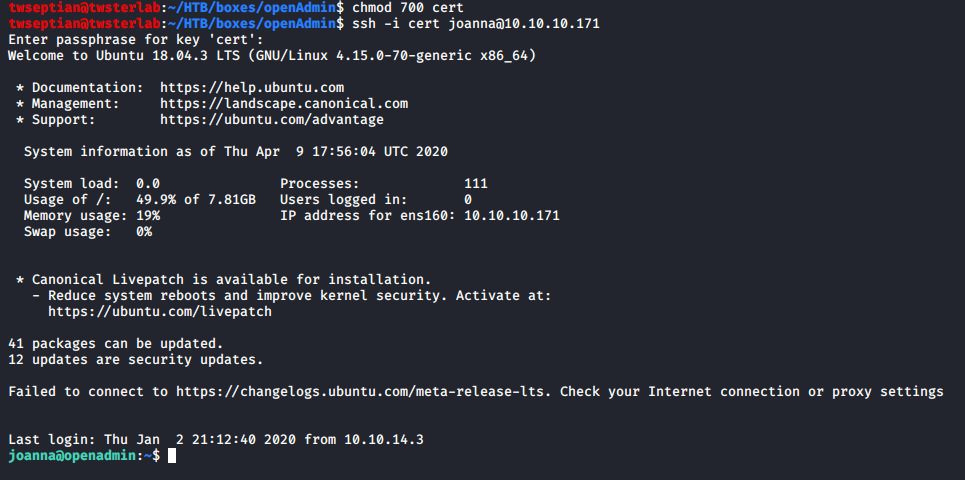 twseptian@twsterlab:~/HTB/boxes/openAdmin$ chmod 700 cert
twseptian@twsterlab:~/HTB/boxes/openAdmin$ ssh -i cert joanna@10.10.10.171
Enter passphrase for key 'cert':
Welcome to Ubuntu 18.04.3 LTS (GNU/Linux 4.15.0-70-generic x86_64)

 * Documentation:  https://help.ubuntu.com
 * Management:     https://landscape.canonical.com
 * Support:        https://ubuntu.com/advantage

  System information as of Thu Apr  9 17:56:04 UTC 2020

  System load:  0.0               Processes:             111
  Usage of /:   49.9% of 7.81GB   Users logged in:       0
  Memory usage: 19%               IP address for ens160: 10.10.10.171
  Swap usage:   0%


 * Canonical Livepatch is available for installation.
   - Reduce system reboots and improve kernel security. Activate at:
     https://ubuntu.com/livepatch

41 packages can be updated.
12 updates are security updates.

Failed to connect to https://changelogs.ubuntu.com/meta-release-lts. Check your Internet connection or proxy settings


Last login: Thu Jan  2 21:12:40 2020 from 10.10.14.3
joanna@openadmin:~$